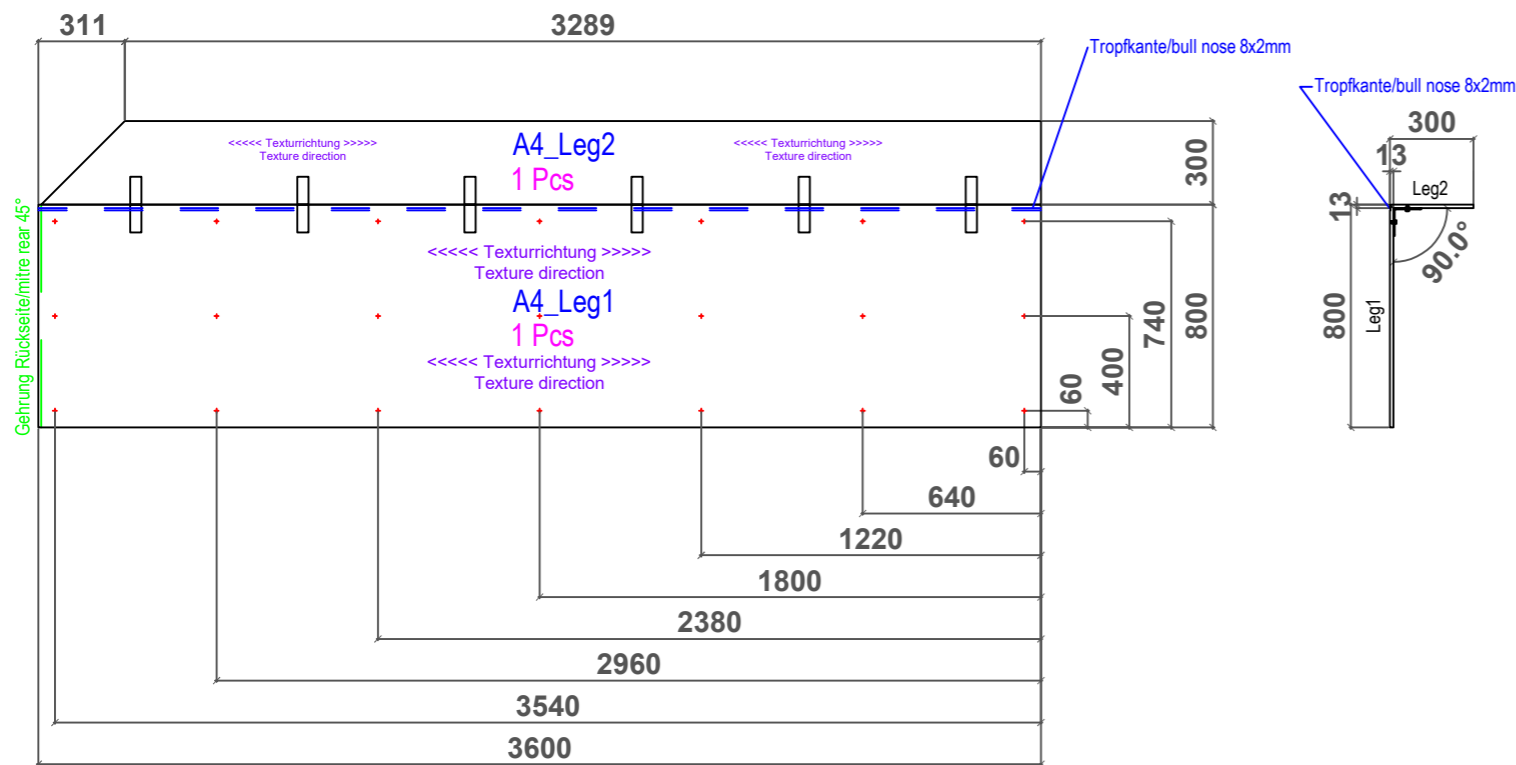 311
3289
Tropfkante/bull nose 8x2mm
Tropfkante/bull nose 8x2mm
<<<<< Texturrichtung >>>>>
Texture direction
A4_Leg2
1 Pcs
<<<<< Texturrichtung >>>>>
Texture direction
300
300
13
Leg2
13
90.0°
800
Leg1
Gehrung Rückseite/mitre rear 45°
<<<<< Texturrichtung >>>>>
Texture direction
A4_Leg1
1 Pcs
<<<<< Texturrichtung >>>>>
Texture direction
60
400
740
800
60
640
1220
1800
2380
2960
3540
3600